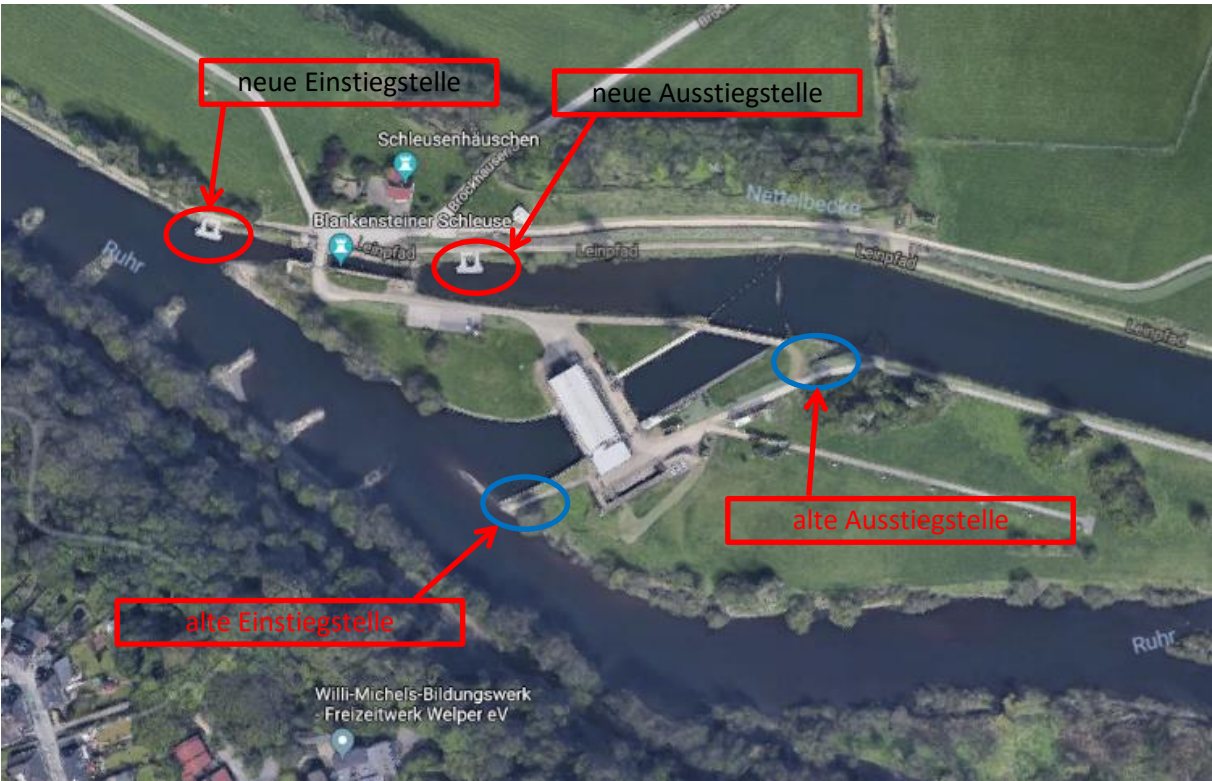 neue Einstiegstelle
neue Ausstiegstelle
Schleusenhäuschen
Brockhauser
Nettelbecke
Blankensteiner Schleuse
Leinpfad
Leinpfad
Leinpfad
Ruhr
Leinpfad
alte Ausstiegstelle
alte Einstiegstelle
Ruhr
Willi-Michels-Bildungswerk
- Freizeitwerk Welper eV